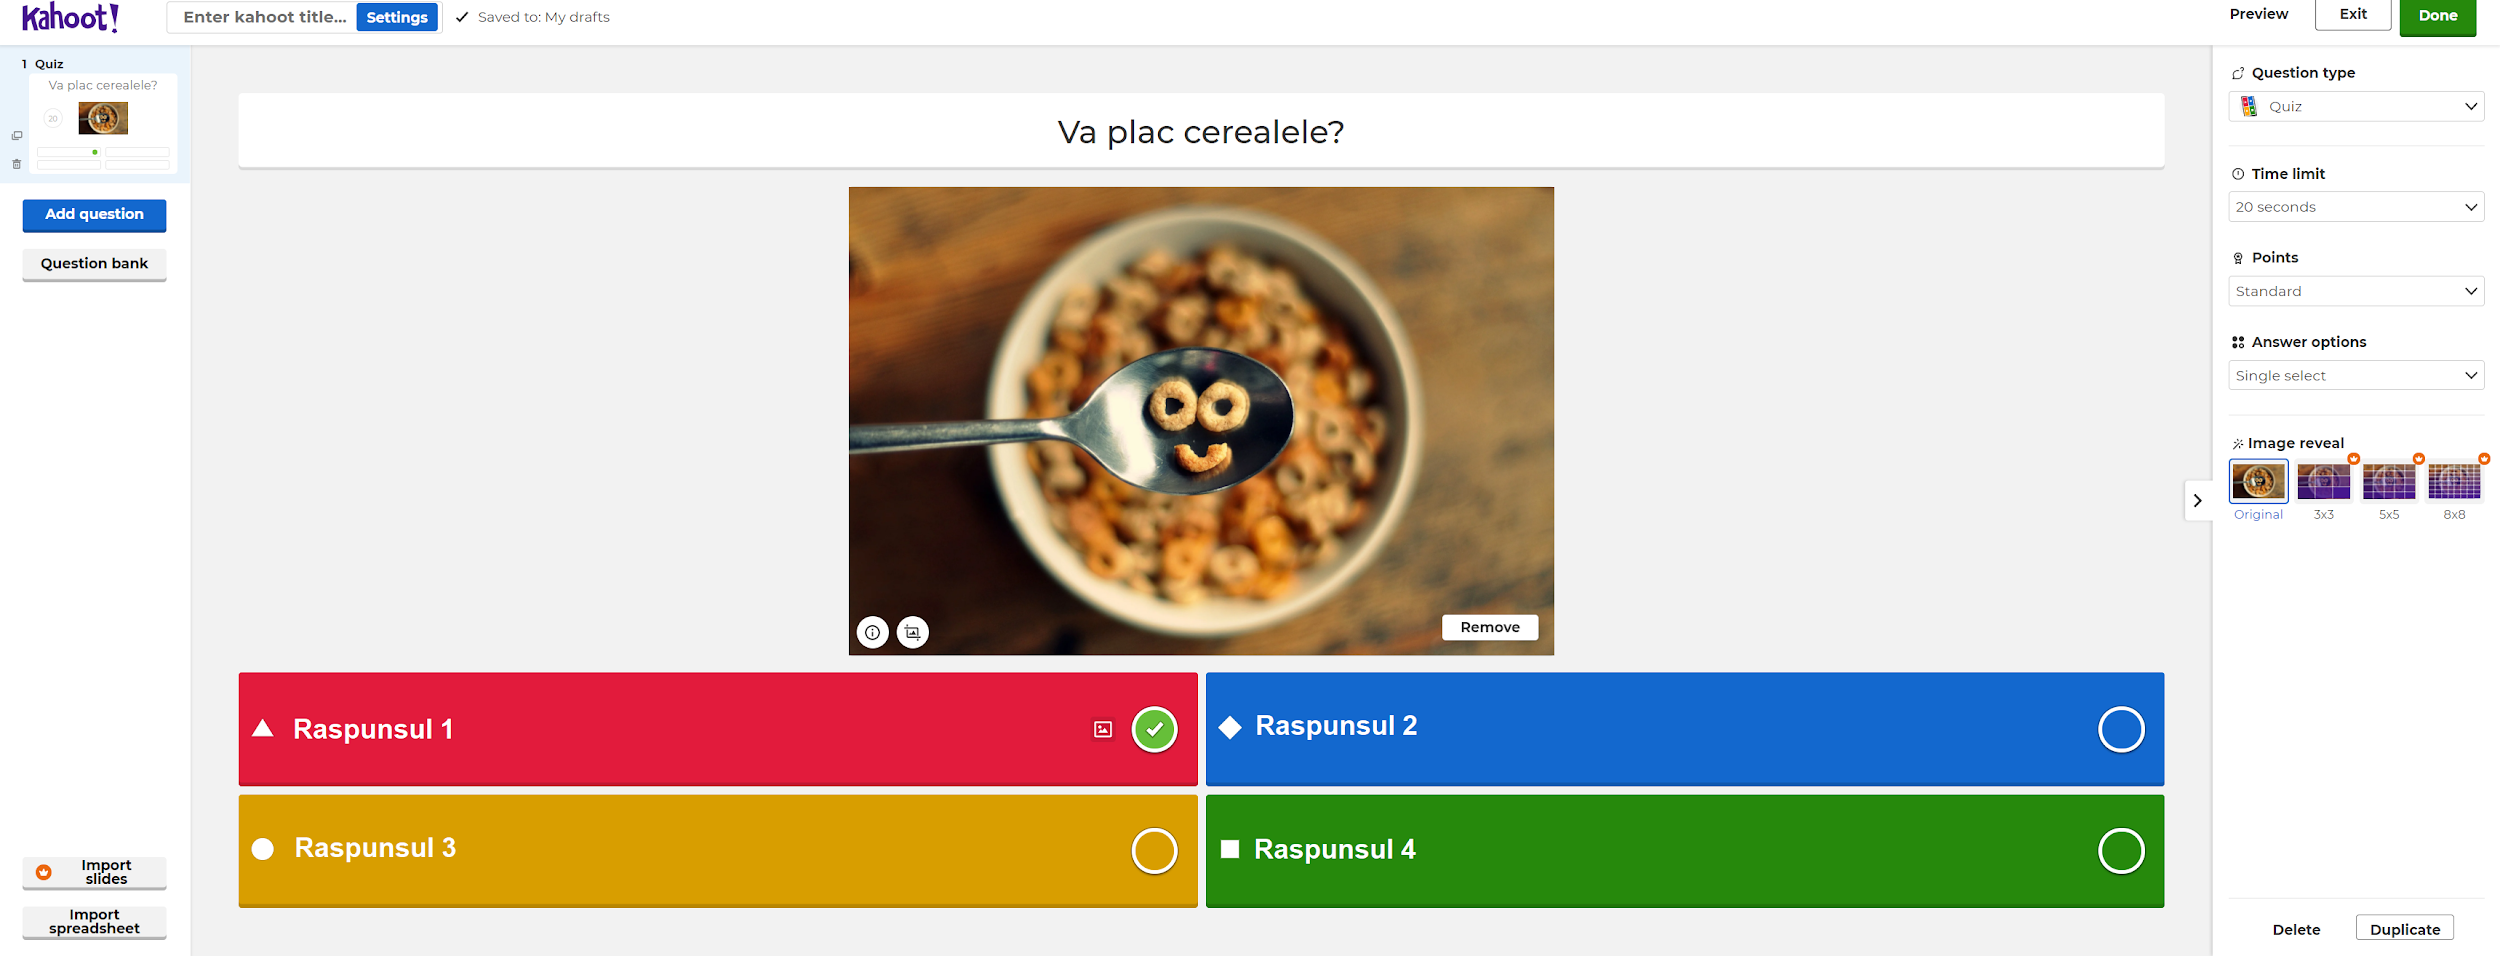 Kahoot!
Enter kahoot title...
Settings
Saved to: My drafts
Preview
Exit
Done
1 Quiz
Va plac cerealele?
20
Add question
Question bank
Import
slides
Import
spreadsheet
Va plac cerealele?
Remove
Raspunsul 1
Raspunsul 2
Raspunsul 3
Raspunsul 4
Question type
Quiz
Time limit
20 seconds
Points
Standard
Answer options
Single select
Image reveal
Original
3x3
5x5
8x8
Delete
Duplicate